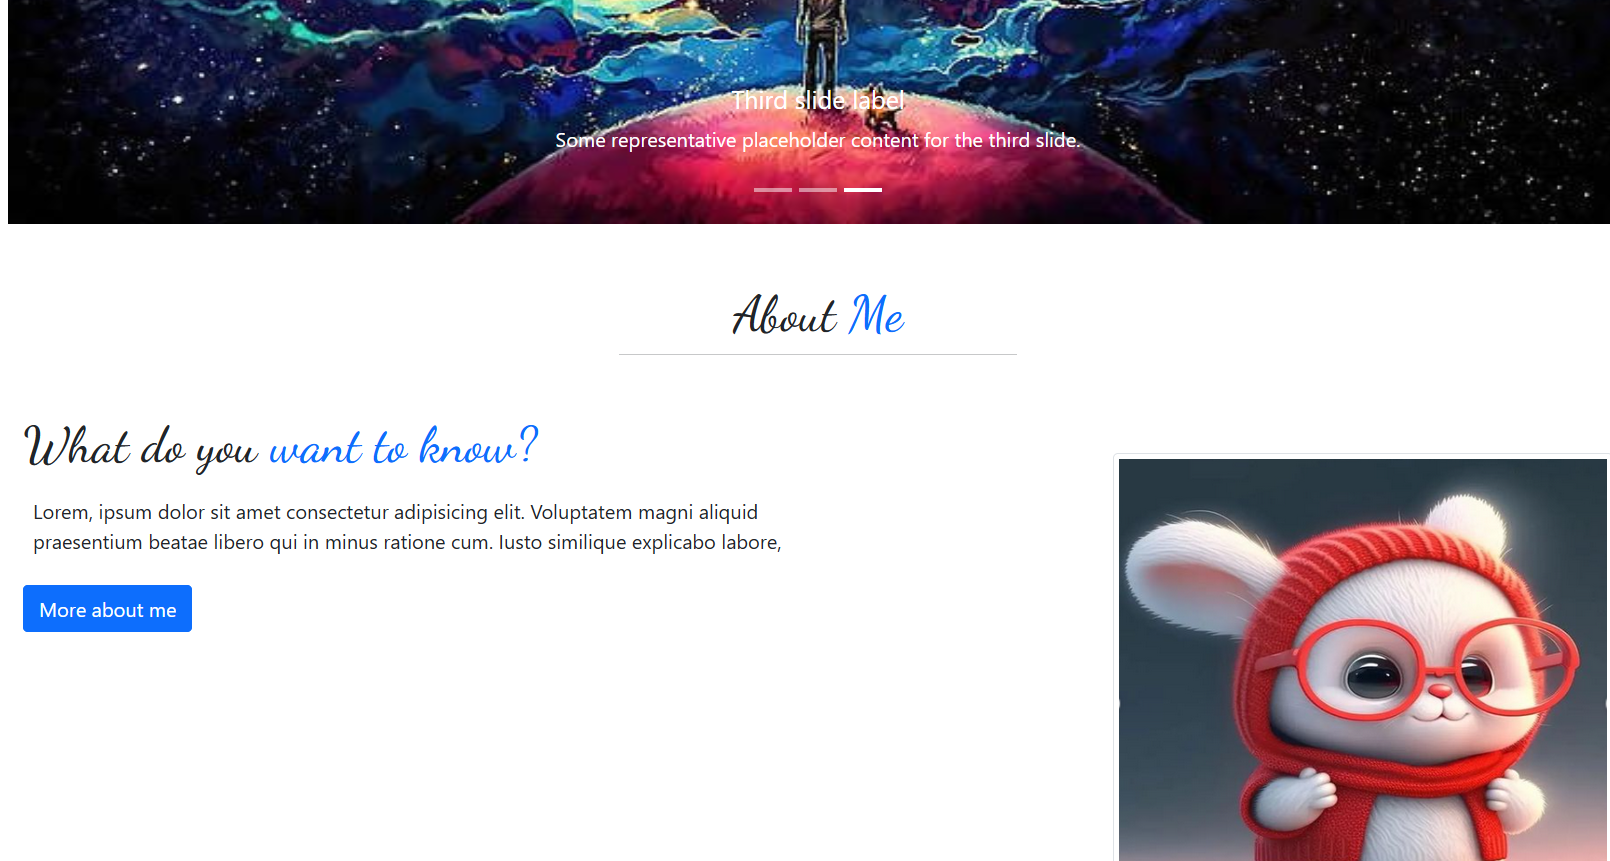 Third slide label
Some representative placeholder content for the third slide.
About Me
What do you want to know?
Lorem, ipsum dolor sit amet consectetur adipisicing elit. Voluptatem magni aliquid
praesentium beatae libero qui in minus ratione cum. Iusto similique explicabo labore,
More about me